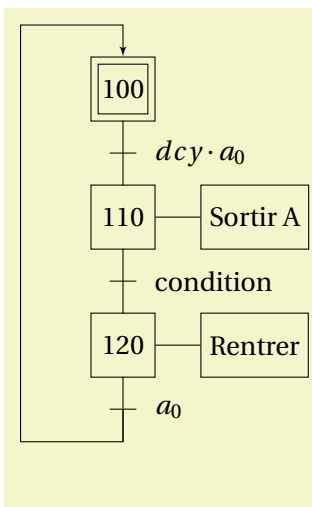 100
dcy · a₀
110 Sortir A
condition
120 Rentrer
a₀